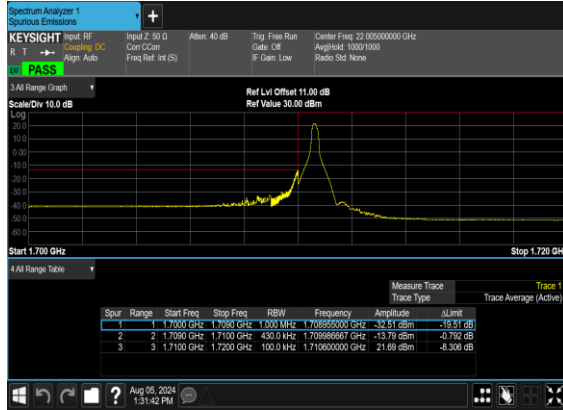 Spectrum Analyzer 1
Spurious Emissions
+
KEYSIGHT Input: RF Input Z: 50 Ω Atten: 40 dB Trig: Free Run Center Freq: 22.005000000 GHz
R T Coupling: DC Corr CCorr Gate: Off Avg|Hold: 1000/1000
Align: Auto Freq Ref: Int (S) IF Gain: Low Radio Std: None
PASS
3 All Range Graph
Ref Lvl Offset 11.00 dB
Scale/Div 10.0 dB Ref Value 30.00 dBm
Log
20.0
10.0
0.00
-10.0
-20.0
-30.0
-40.0
-50.0
-60.0
Start 1.700 GHz Stop 1.720 GH
4 All Range Table
Measure Trace Trace 1
Trace Type Trace Average (Active)
Spur Range Start Freq Stop Freq RBW Frequency Amplitude ΔLimit
1 1 1.7000 GHz 1.7090 GHz 1.000 MHz 1.708955000 GHz -32.51 dBm -19.51 dB
2 2 1.7090 GHz 1.7100 GHz 430.0 kHz 1.709986667 GHz -13.79 dBm -0.792 dB
3 3 1.7100 GHz 1.7200 GHz 100.0 kHz 1.710600000 GHz 21.69 dBm -8.306 dB
? Aug 05, 2024
1:31:42 PM